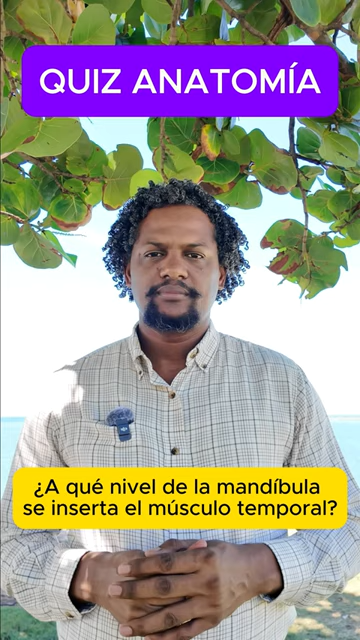 QUIZ ANATOMÍA
¿A qué nivel de la mandíbula
se inserta el músculo temporal?